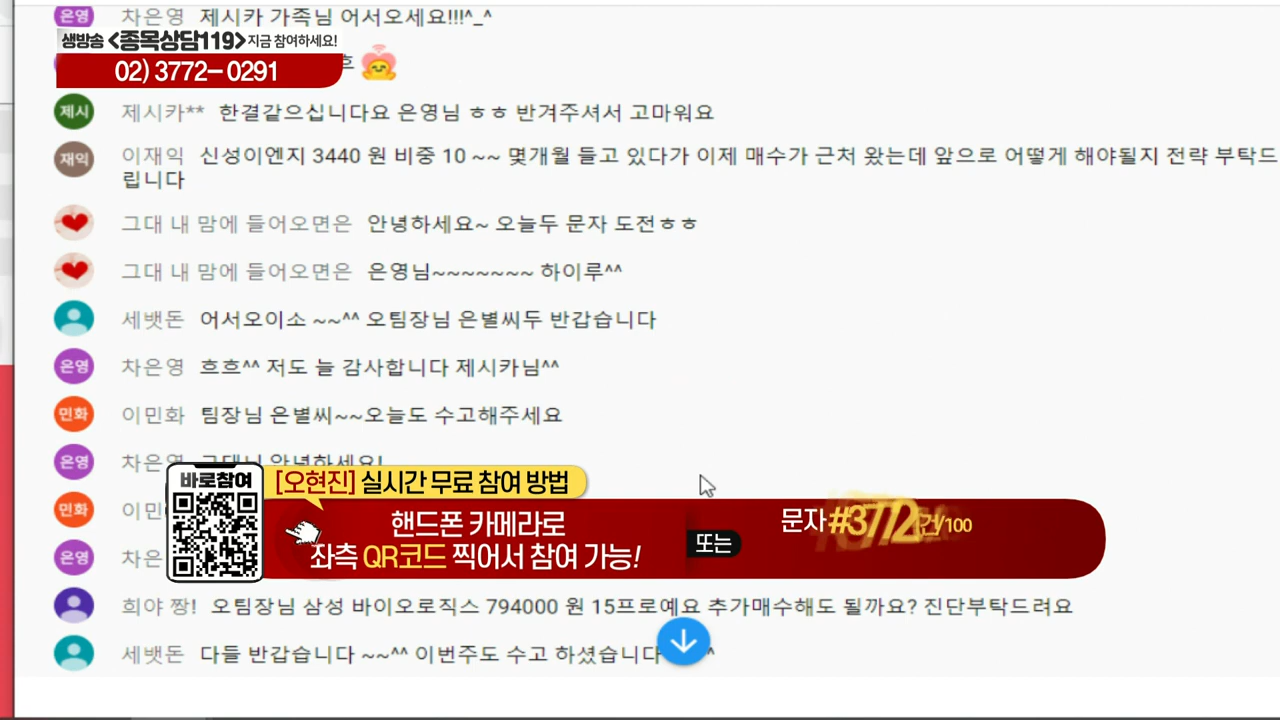 은영 차은영 제시카 가족님 어서오세요!!!^_^
생방송 <종목상담119> 지금 참여하세요!
02) 3772-0291
제시 제시카** 한결같으십니다요 은영님 ㅎㅎ 반겨주셔서 고마워요
재익 이재익 신성이엔지 3440 원 비중 10 ~~ 몇개월 들고 있다가 이제 매수가 근처 왔는데 앞으로 어떻게 해야될지 전략 부탁드
립니다
그대 내 맘에 들어오면은 안녕하세요~ 오늘두 문자 도전ㅎㅎ
그대 내 맘에 들어오면은 은영님~~~~~~~ 하이루^^
세뱃돈 어서오이소 ~~^^ 오팀장님 은별씨두 반갑습니다
은영 차은영 흐흐^^ 저도 늘 감사합니다 제시카님^^
민화 이민화 팀장님 은별씨~~오늘도 수고해주세요
은영 차은영 그대님 안녕하세요!
바로참여
[오현진] 실시간 무료 참여 방법
민화 이민
핸드폰 카메라로
좌측 QR코드 찍어서 참여 가능!
또는
문자 #3772 건/100
은영 차은
희야 짱! 오팀장님 삼성 바이오로직스 794000 원 15프로예요 추가매수해도 될까요? 진단부탁드려요
세뱃돈 다들 반갑습니다 ~~^^ 이번주도 수고 하셨습니다 ^